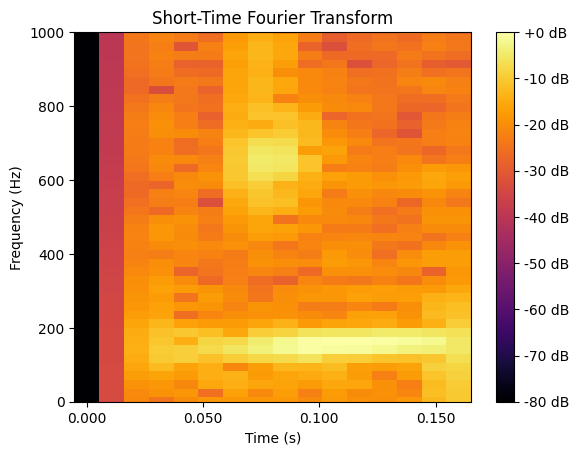 Short-Time Fourier Transform
1000
800
600
400
200
0
Frequency (Hz)
0.000
0.050
0.100
0.150
Time (s)
+0 dB
-10 dB
-20 dB
-30 dB
-40 dB
-50 dB
-60 dB
-70 dB
-80 dB